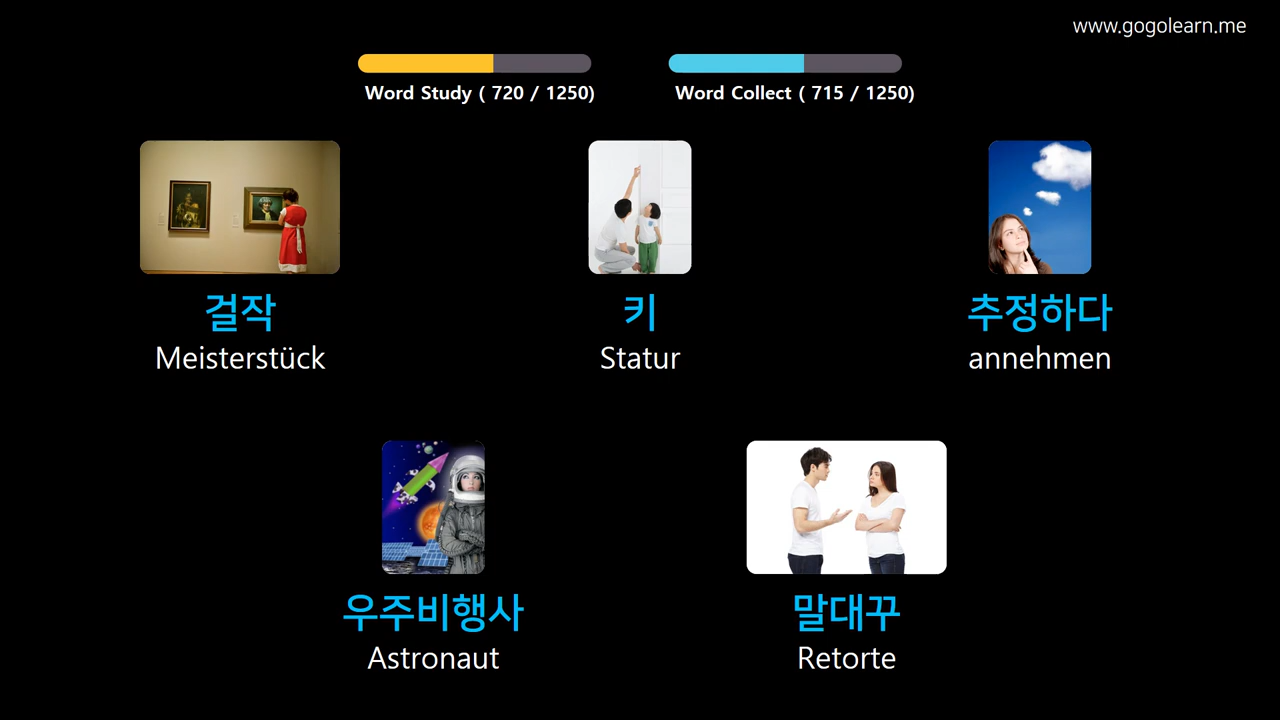 www.gogolearn.me
Word Study ( 720 / 1250)
Word Collect ( 715 / 1250)
걸작
Meisterstück
키
Statur
추정하다
annehmen
우주비행사
Astronaut
말대꾸
Retorte